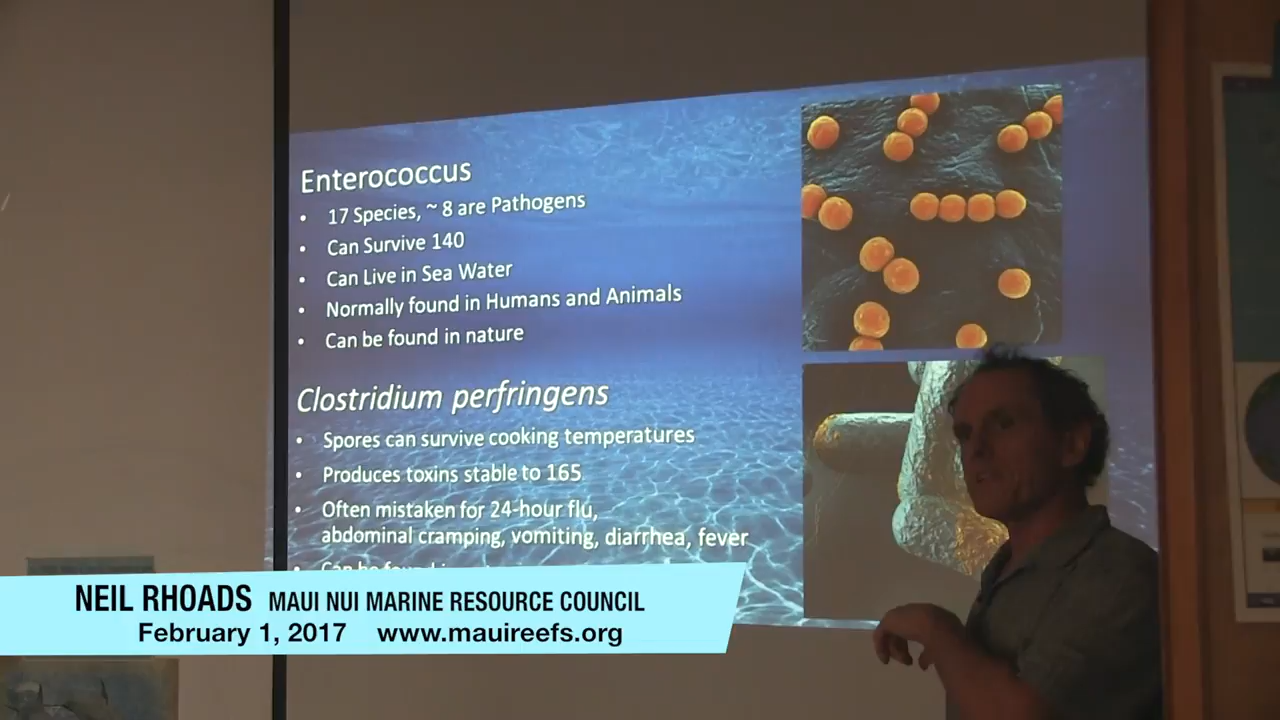 Enterococcus
• 17 Species, ~ 8 are Pathogens
• Can Survive 140
• Can Live in Sea Water
• Normally found in Humans and Animals
• Can be found in nature
Clostridium perfringens
• Spores can survive cooking temperatures
• Produces toxins stable to 165
• Often mistaken for 24-hour flu,
abdominal cramping, vomiting, diarrhea, fever
• Can be found
NEIL RHOADS MAUI NUI MARINE RESOURCE COUNCIL
February 1, 2017 www.mauireefs.org